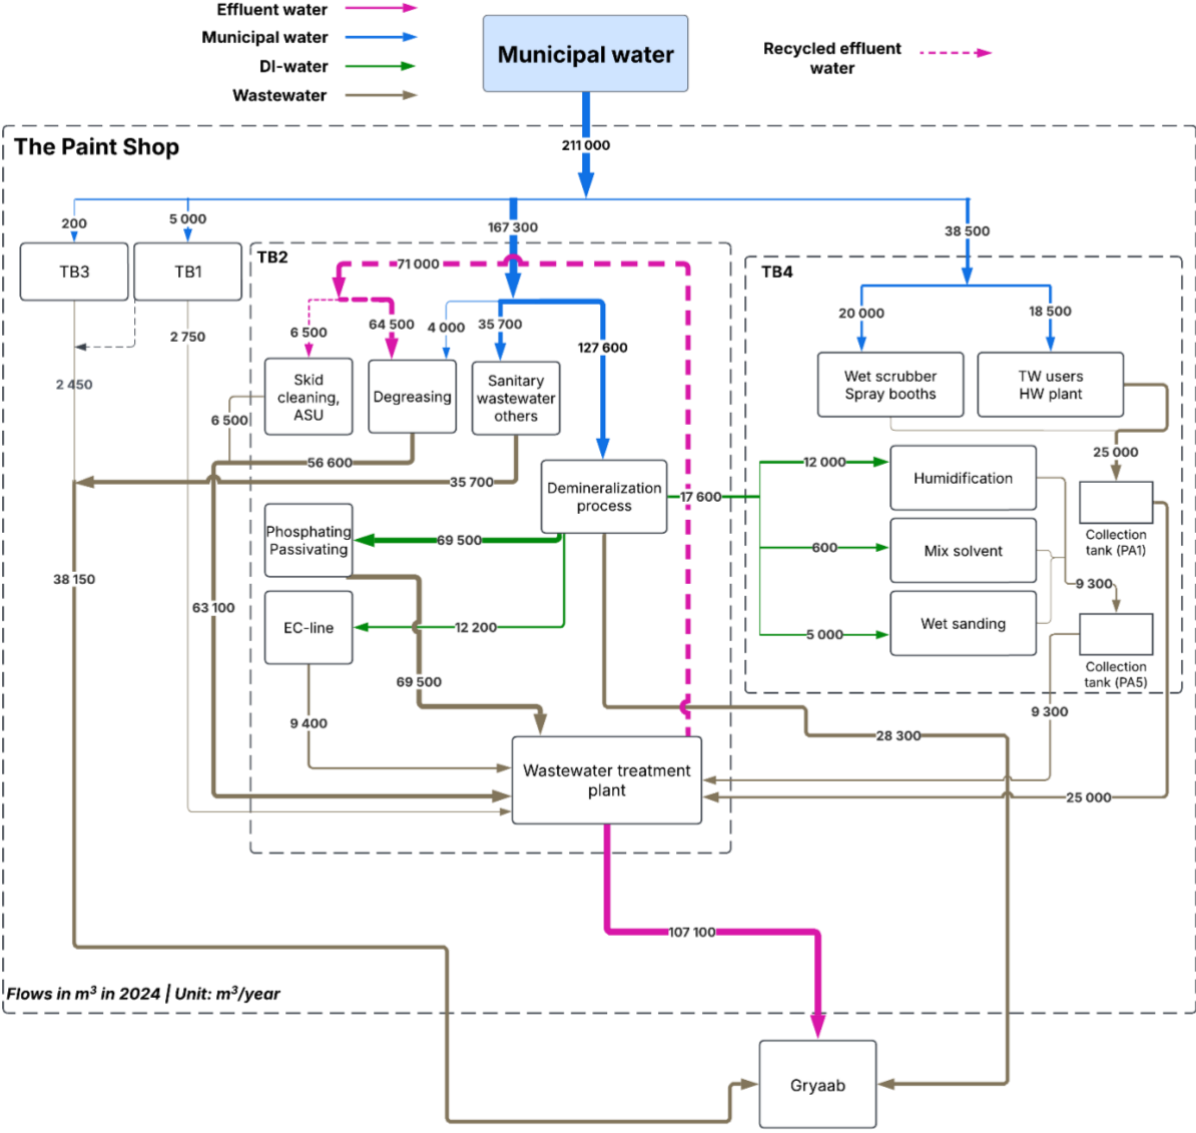 Effluent water
Municipal water
DI-water
Wastewater
Municipal water
Recycled effluent
water
The Paint Shop
211 000
200
5 000
167 300
38 500
TB3
TB1
TB2
71 000
TB4
6 500
64 500
4 000
35 700
127 600
20 000
18 500
2 750
2 450
Skid
cleaning,
ASU
Degreasing
Sanitary
wastewater
others
Wet scrubber
Spray booths
TW users
HW plant
6 500
56 600
35 700
25 000
Demineralization
process
17 600
12 000
Humidification
Collection
tank (PA1)
Phosphating
Passivating
69 500
600
Mix solvent
38 150
63 100
9 300
EC-line
12 200
5 000
Wet sanding
Collection
tank (PA5)
69 500
9 400
9 300
28 300
Wastewater treatment
plant
25 000
107 100
Flows in m³ in 2024 | Unit: m³/year
Gryaab